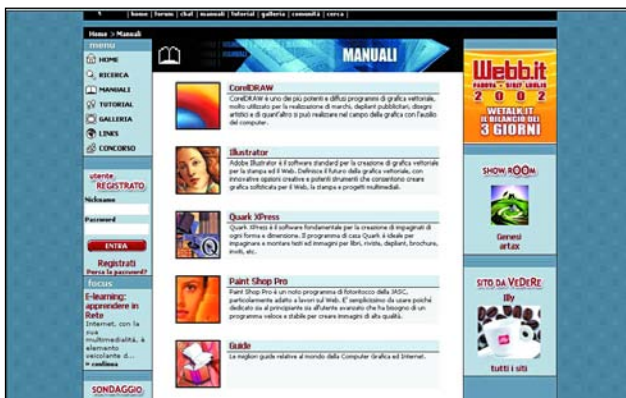 home | forum | chat | manuali | tutorial | galleria | comunità | cerca |
Home > Manuali
menu
HOME
RICERCA
MANUALI
TUTORIAL
GALLERIA
LINKS
CONCORSO
utente
REGISTRATO
Nickname
Password
ENTRA
Registrati
Perso la password?
focus
E-learning:
apprendere in
Rete
Internet, con la
sua
multimedialità, è
elemento
veicolante d...
» continua
SONDAGGIO
MANUALI
CorelDRAW
CorelDRAW è uno dei più potenti e diffusi programmi di grafica vettoriale,
molto utilizzato per la realizzazione di marchi, depliant pubblicitari, disegni
artistici e di quant'altro si può realizzare nel campo della grafica con l'ausilio
del computer.
Illustrator
Adobe Illustrator è il software standard per la creazione di grafica vettoriale
per la stampa ed il Web. Definisce il futuro della grafica vettoriale, con
innovative opzioni creative e potenti strumenti che consentono creare
grafica sofisticata per il Web, la stampa e progetti multimediali.
Quark XPress
Quark XPress è il software fondamentale per la creazione di impaginati di
ogni forma e dimensione. Il programma di casa Quark è ideale per
impaginare e montare testi ed immagini per libri, riviste, depliant, brochure,
inviti, etc.
Paint Shop Pro
Paint Shop Pro è un noto programma di fotoritocco della JASC,
particolarmente adatto a lavori sul Web. E' semplicissimo da usare poiché
dedicato sia al principiante sia all'utente avanzato che ha bisogno di un
programma veloce e stabile per creare immagini di alta qualità.
Guide
Le migliori guide relative al mondo della Computer Grafica ed Internet.
Webb.it
PADOVA - 5|6|7 LUGLIO
2002
WETALK.IT
IL BILANCIO DEI
3 GIORNI
SHOW ROOM
Genesi
artax
SITO DA VEDERE
Illy
tutti i siti